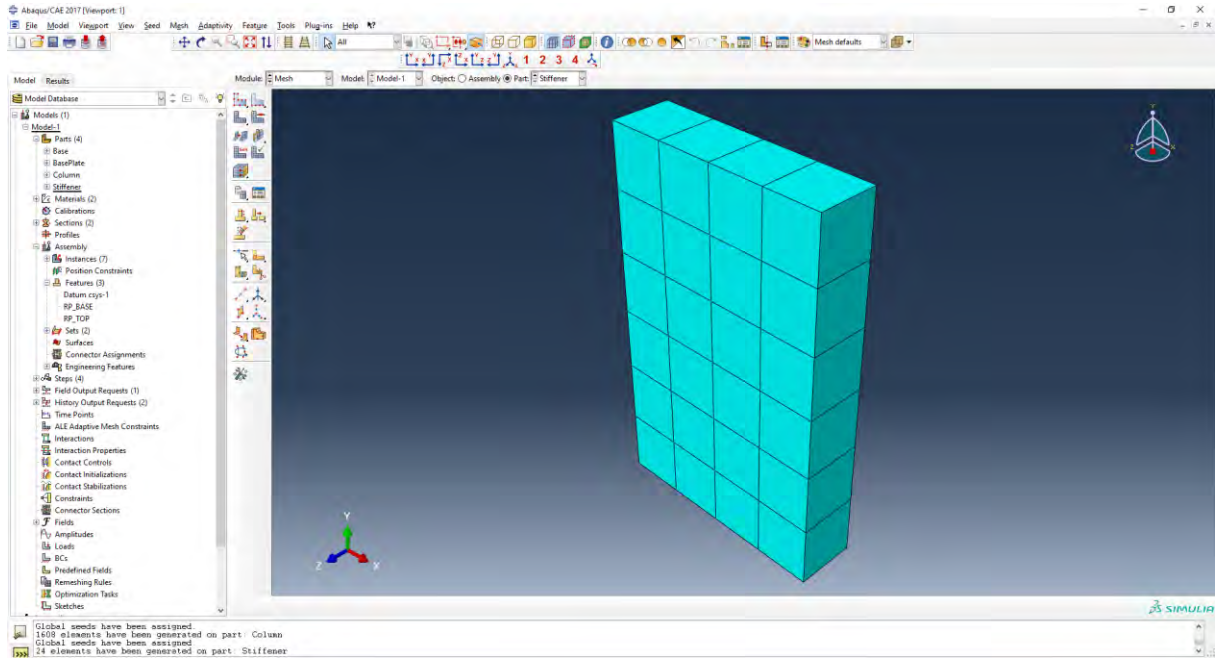 Abaqus/CAE 2017 [Viewport: 1]
File Model Viewport View Seed Mesh Adaptivity Feature Tools Plug-ins Help
All
Mesh defaults
1 2 3 4
Model Results
Module: Mesh Model: Model-1 Object: Assembly Part: Stiffener
Model Database
Models (1)
Model-1
Parts (4)
Base
BasePlate
Column
Stiffener
Materials (2)
Calibrations
Sections (2)
Profiles
Assembly
Instances (7)
Position Constraints
Features (3)
Datum csys-1
RP_BASE
RP_TOP
Sets (2)
Surfaces
Connector Assignments
Engineering Features
Steps (4)
Field Output Requests (1)
History Output Requests (2)
Time Points
ALE Adaptive Mesh Constraints
Interactions
Interaction Properties
Contact Controls
Contact Initializations
Contact Stabilizations
Constraints
Connector Sections
Fields
Amplitudes
Loads
BCs
Predefined Fields
Remeshing Rules
Optimization Tasks
Sketches
Y
Z X
Y
Z X
SIMULIA
Global seeds have been assigned.
1608 elements have been generated on part: Column
Global seeds have been assigned.
24 elements have been generated on part: Stiffener